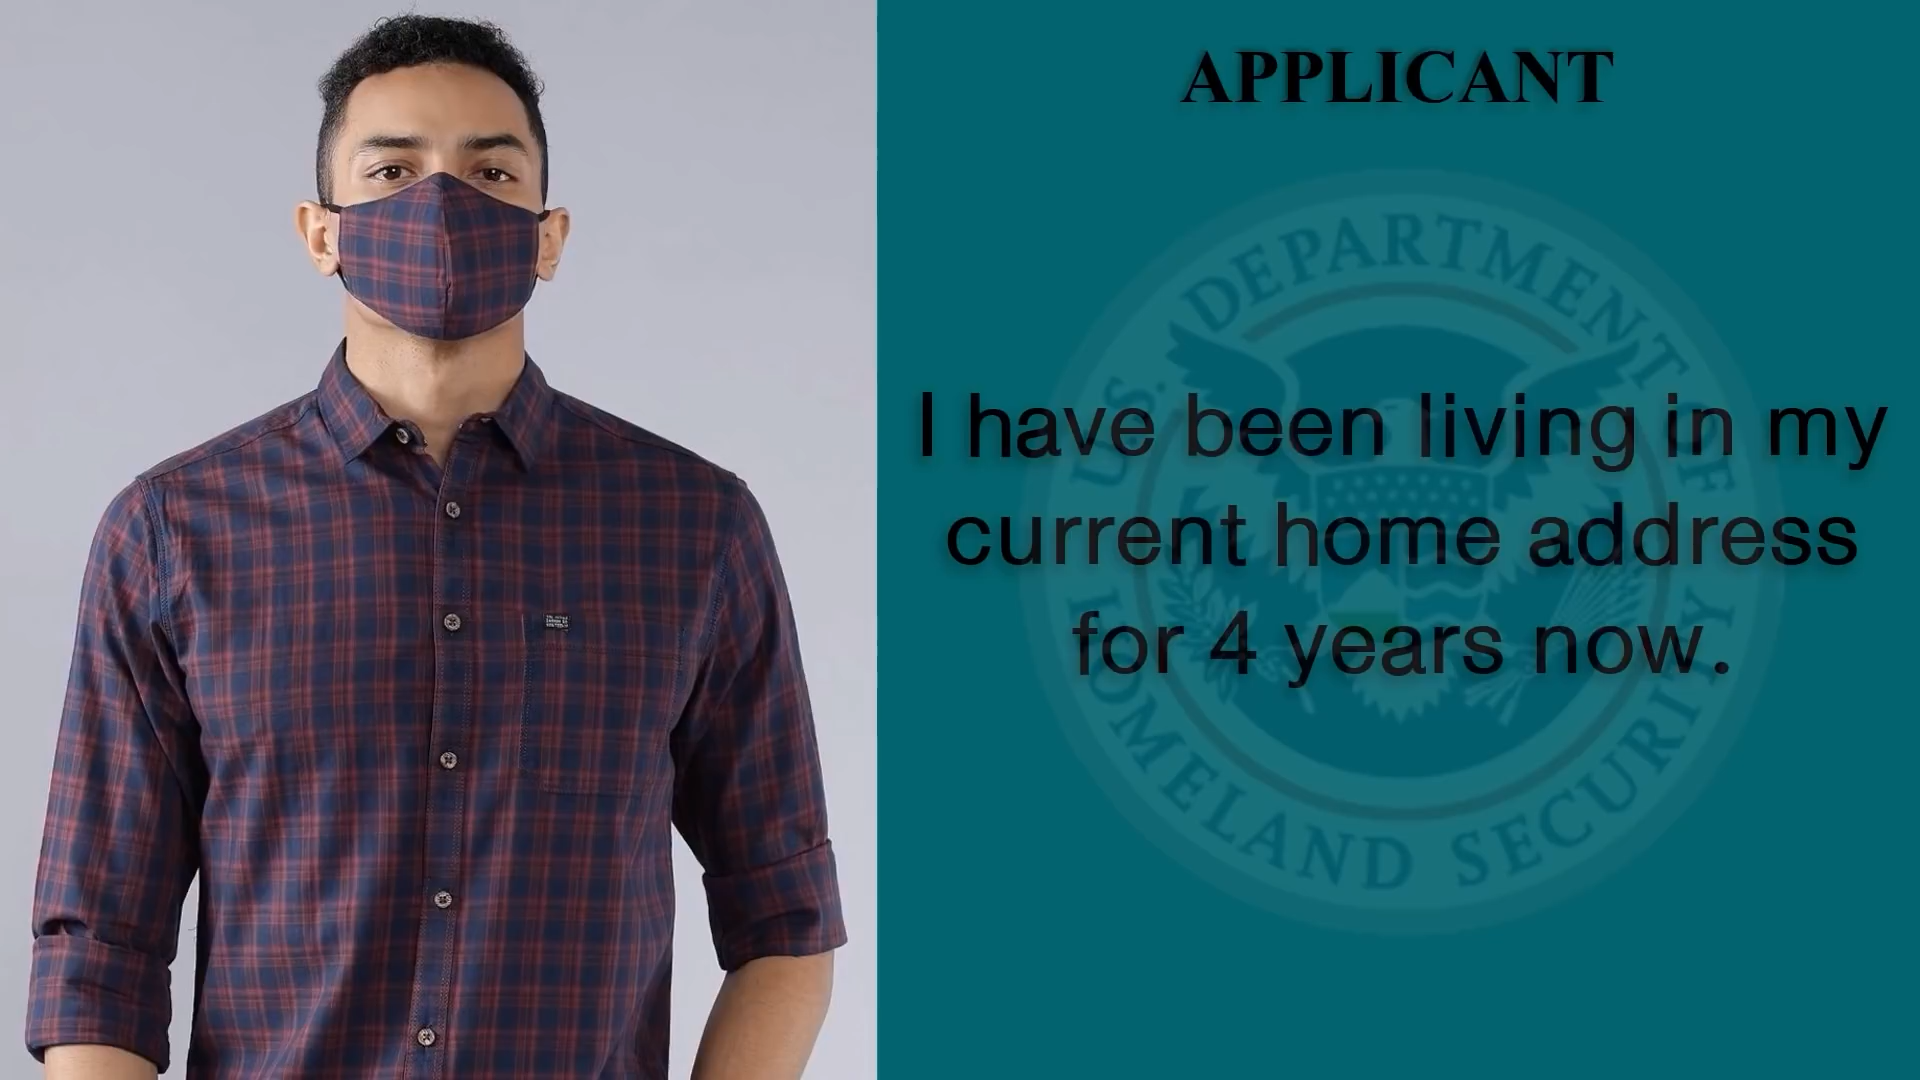 APPLICANT
U.S. DEPARTMENT OF
I have been living in my
current home address
for 4 years now.
HOMELAND SECURITY